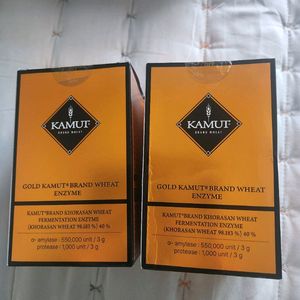 KAMUT®
BRAND WHEAT
GOLD KAMUT® BRAND WHEAT
ENZYME
KAMUT® BRAND KHORASAN WHEAT
FERMENTATION ENZYME
(KHORASAN WHEAT 98.183 %) 60 %
α- amylase : 550,000 unit / 3 g
protease : 1,000 unit / 3 g
KAMUT®
BRAND WHEAT
GOLD KAMUT® BRAND WHEAT
ENZYME
KAMUT® BRAND KHORASAN WHEAT
FERMENTATION ENZYME
(KHORASAN WHEAT 98.183 %) 60 %
α- amylase : 550,000 unit / 3 g
protease : 1,000 unit / 3 g